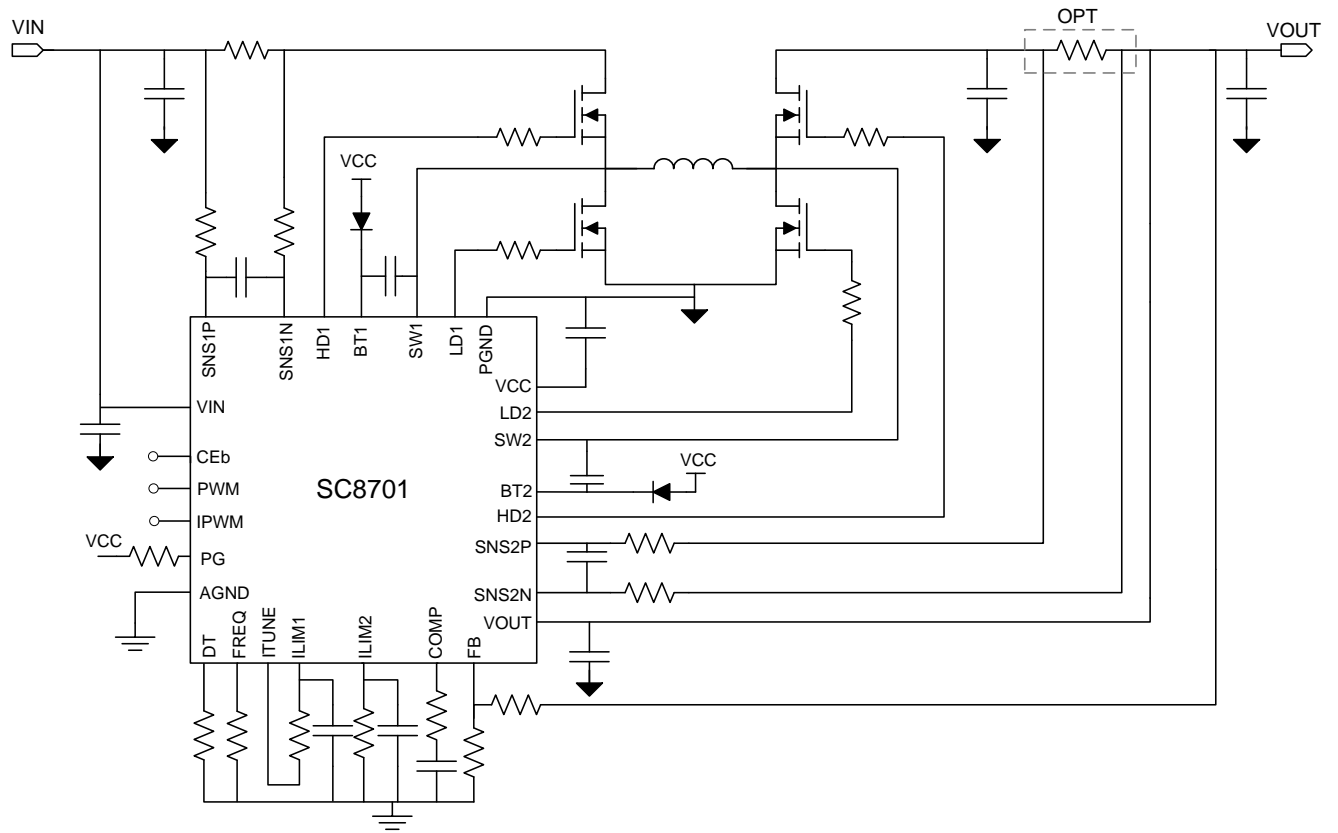 VIN
OPT
VOUT
VCC
SNS1P
SNS1N
HD1
BT1
SW1
LD1
PGND
VCC
VIN
LD2
SW2
CEb
VCC
SC8701
BT2
PWM
HD2
IPWM
SNS2P
VCC
PG
AGND
SNS2N
VOUT
DT
FREQ
ITUNE
ILIM1
ILIM2
COMP
FB